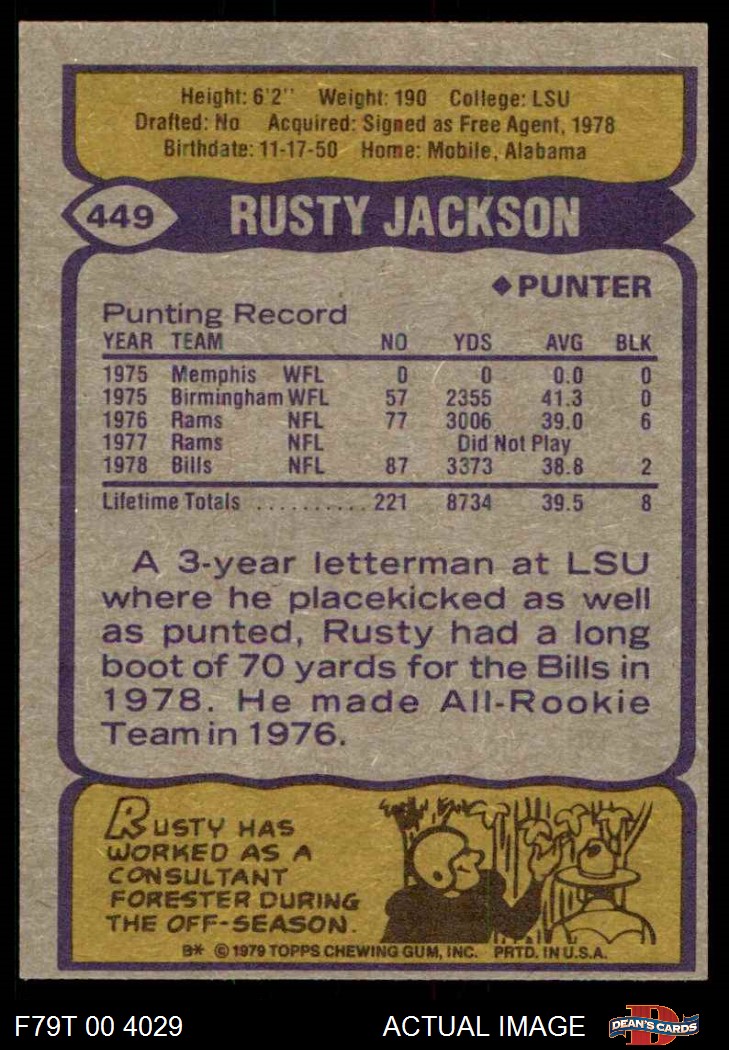 Height: 6'2" Weight: 190 College: LSU
Drafted: No Acquired: Signed as Free Agent, 1978
Birthdate: 11-17-50 Home: Mobile, Alabama
449 RUSTY JACKSON
◆PUNTER
Punting Record
YEAR TEAM NO YDS AVG BLK
1975 Memphis WFL 0 0 0.0 0
1975 Birmingham WFL 57 2355 41.3 0
1976 Rams NFL 77 3006 39.0 6
1977 Rams NFL Did Not Play
1978 Bills NFL 87 3373 38.8 2
Lifetime Totals .......... 221 8734 39.5 8
A 3-year letterman at LSU
where he placekicked as well
as punted, Rusty had a long
boot of 70 yards for the Bills in
1978. He made All-Rookie
Team in 1976.
RUSTY HAS
WORKED AS A
CONSULTANT
FORESTER DURING
THE OFF-SEASON.
B* © 1979 TOPPS CHEWING GUM, INC. PRTD. IN U.S.A.
F79T 00 4029 ACTUAL IMAGE D DEAN'S CARDS